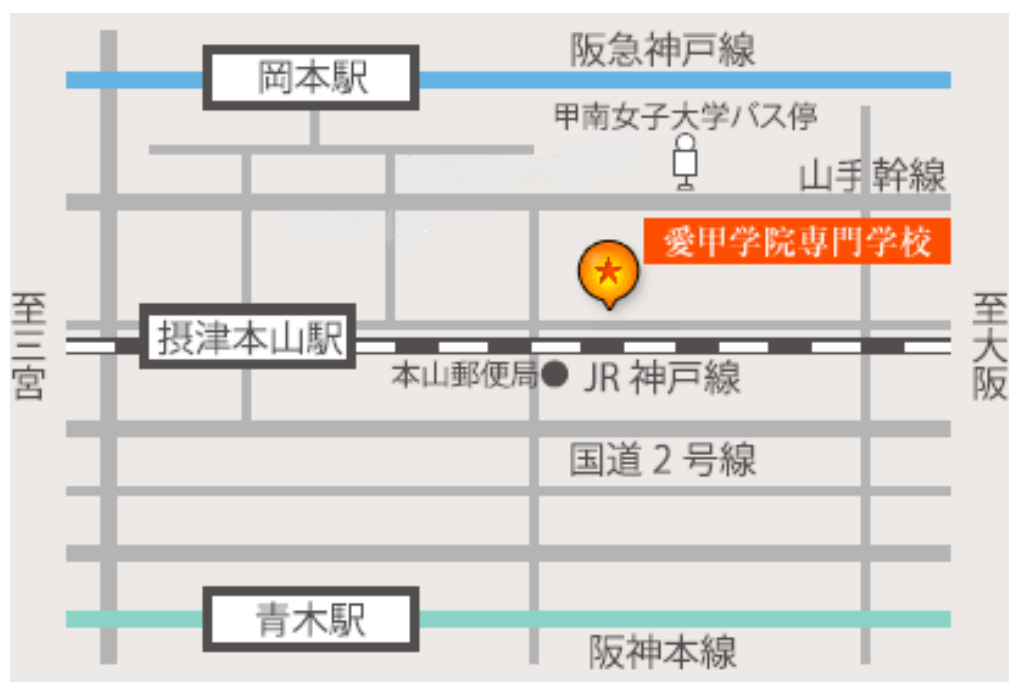 阪急神戸線
岡本駅
甲南女子大学バス停
山手幹線
愛甲学院専門学校
至三宮
至大阪
摂津本山駅
本山郵便局
JR 神戸線
国道 2 号線
青木駅
阪神本線